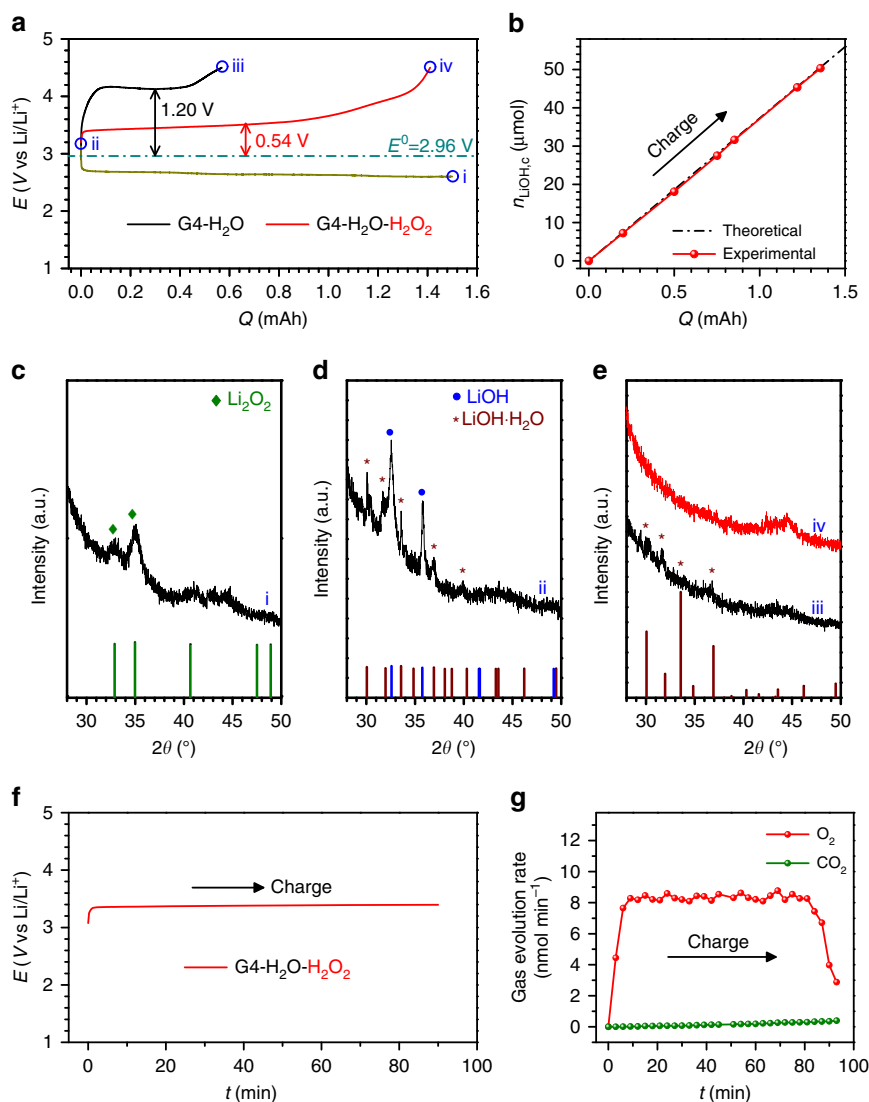 a
5
4
3
2
1
E (V vs Li/Li⁺)
iii
iv
1.20 V
ii
0.54 V
E⁰=2.96 V
i
G4-H₂O
G4-H₂O-H₂O₂
0.0 0.2 0.4 0.6 0.8 1.0 1.2 1.4 1.6
Q (mAh)
b
50
40
30
20
10
0
n_LiOH,c (μmol)
Charge
Theoretical
Experimental
0.0 0.5 1.0 1.5
Q (mAh)
c
Li₂O₂
Intensity (a.u.)
i
30 35 40 45 50
2θ (°)
d
LiOH
* LiOH·H₂O
Intensity (a.u.)
* * * * *
ii
30 35 40 45 50
2θ (°)
e
Intensity (a.u.)
iv
* * * *
iii
30 35 40 45 50
2θ (°)
f
5
4
3
2
1
E (V vs Li/Li⁺)
Charge
G4-H₂O-H₂O₂
0 20 40 60 80 100
t (min)
g
12
10
8
6
4
2
0
Gas evolution rate
(nmol min⁻¹)
O₂
CO₂
Charge
0 20 40 60 80 100
t (min)